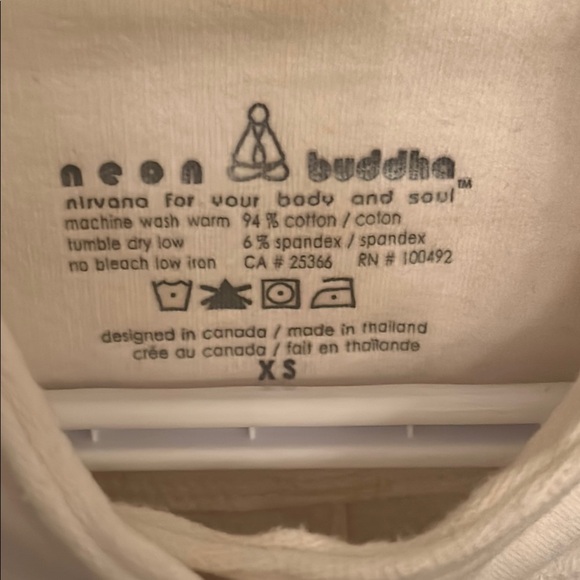 neon buddha™
nirvana for your body and soul
machine wash warm 94 % cotton / coton
tumble dry low 6 % spandex / spandex
no bleach low iron CA # 25366 RN # 100492
designed in canada / made in thailand
crée au canada / fait en thaïlande
XS